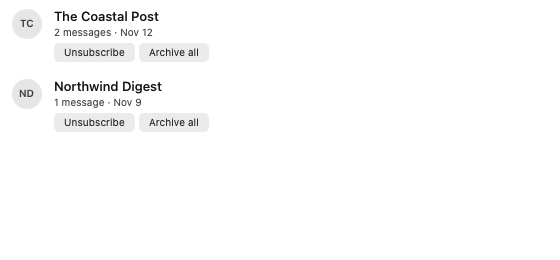 TC
The Coastal Post
2 messages · Nov 12
Unsubscribe Archive all
ND
Northwind Digest
1 message · Nov 9
Unsubscribe Archive all